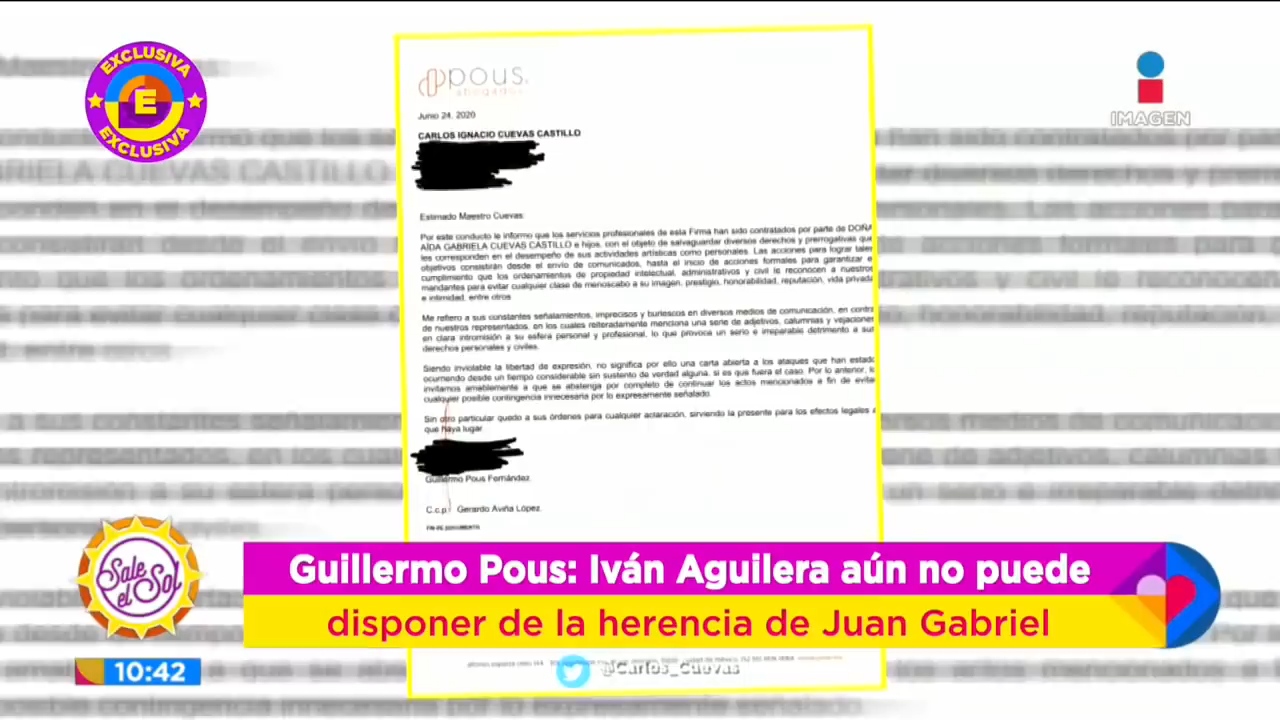 EXCLUSIVA
E
EXCLUSIVA
IMAGEN
pous.
abogados
Junio 24, 2020
CARLOS IGNACIO CUEVAS CASTILLO
Estimado Maestro Cuevas:
Por este conducto le informo que los servicios profesionales de esta Firma han sido contratados por parte de DOÑA
AÍDA GABRIELA CUEVAS CASTILLO e hijos, con el objeto de salvaguardar diversos derechos y prerrogativas que
les corresponden en el desempeño de sus actividades artísticas como personales. Las acciones para lograr tales
objetivos consistirán desde el envío de comunicados, hasta el inicio de acciones formales para garantizar e
cumplimiento que los ordenamientos de propiedad intelectual, administrativos y civil le reconocen a nuestros
mandantes para evitar cualquier clase de menoscabo a su imagen, prestigio, honorabilidad, reputación, vida privada
e intimidad, entre otros
Me refiero a sus constantes señalamientos, imprecisos y burlescos en diversos medios de comunicación, en contra
de nuestros representados, en los cuales reiteradamente menciona una serie de adjetivos, calumnias y vejaciones
en clara intromisión a su esfera personal y profesional, lo que provoca un serio e irreparable detrimento a sus
derechos personales y civiles.
Siendo inviolable la libertad de expresión, no significa por ello una carta abierta a los ataques que han estado
ocurriendo desde un tiempo considerable sin sustento de verdad alguna, si es que fuera el caso. Por lo anterior, lo
invitamos amablemente a que se abstenga por completo de continuar los actos mencionados a fin de evitar
cualquier posible contingencia innecesaria por lo expresamente señalado.
Sin otro particular quedo a sus órdenes para cualquier aclaración, sirviendo la presente para los efectos legales a
que haya lugar
Guillermo Pous Fernández.
C.c.p. Gerardo Aviña López.
FIN DE DOCUMENTO
Guillermo Pous: Iván Aguilera aún no puede
disponer de la herencia de Juan Gabriel
Sale
el Sol
10:42
@Carlos_Cuevas